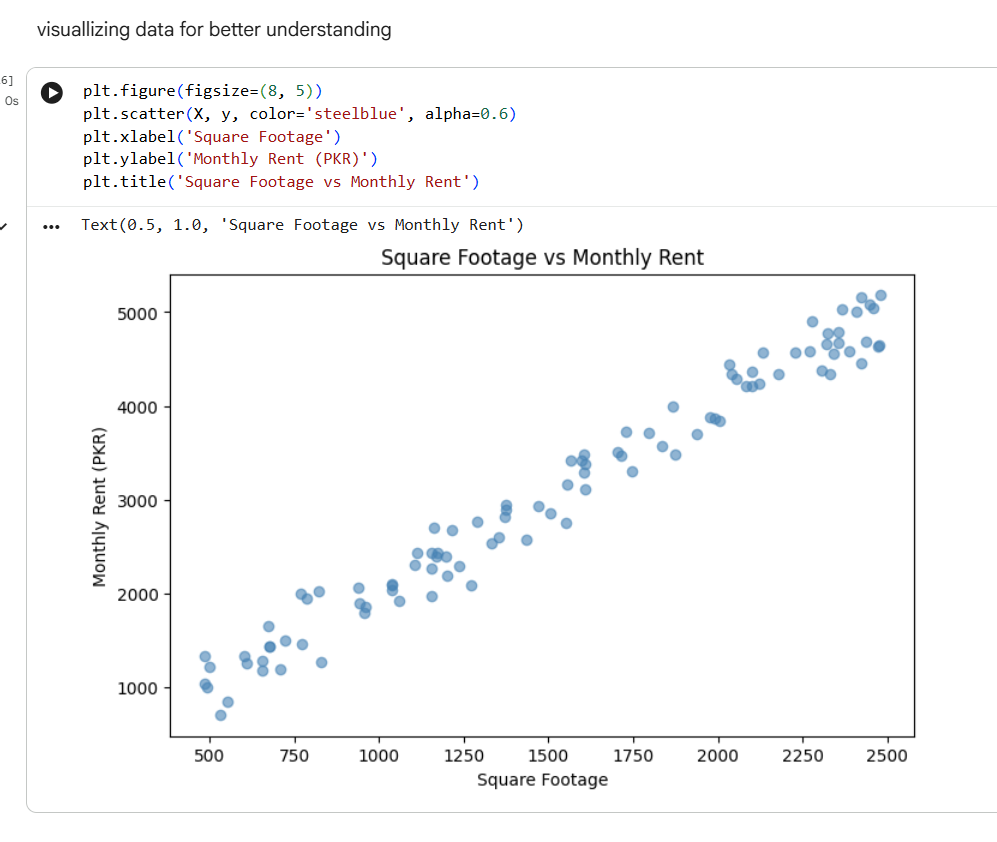 visuallizing data for better understanding
6]
0s
plt.figure(figsize=(8, 5))
plt.scatter(X, y, color='steelblue', alpha=0.6)
plt.xlabel('Square Footage')
plt.ylabel('Monthly Rent (PKR)')
plt.title('Square Footage vs Monthly Rent')
Text(0.5, 1.0, 'Square Footage vs Monthly Rent')
Square Footage vs Monthly Rent
Monthly Rent (PKR)
5000
4000
3000
2000
1000
500 750 1000 1250 1500 1750 2000 2250 2500
Square Footage